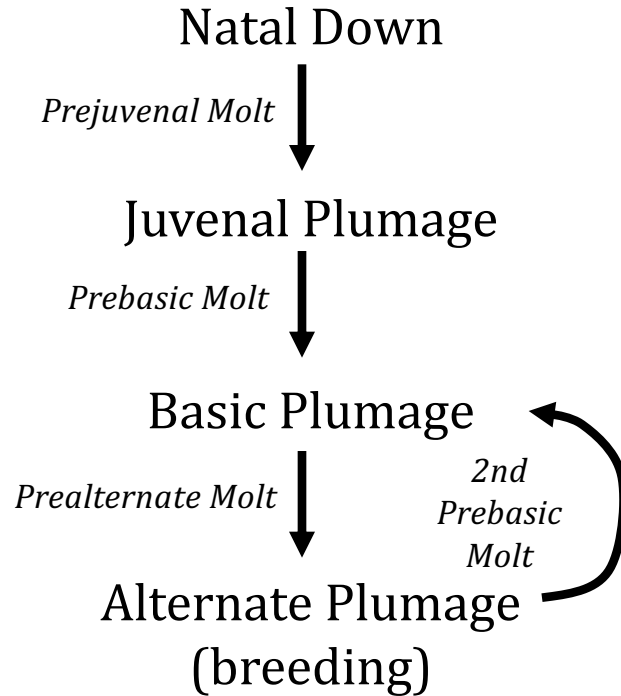 Natal Down
Prejuvenal Molt
Juvenal Plumage
Prebasic Molt
Basic Plumage
Prealternate Molt
2nd
Prebasic
Molt
Alternate Plumage
(breeding)